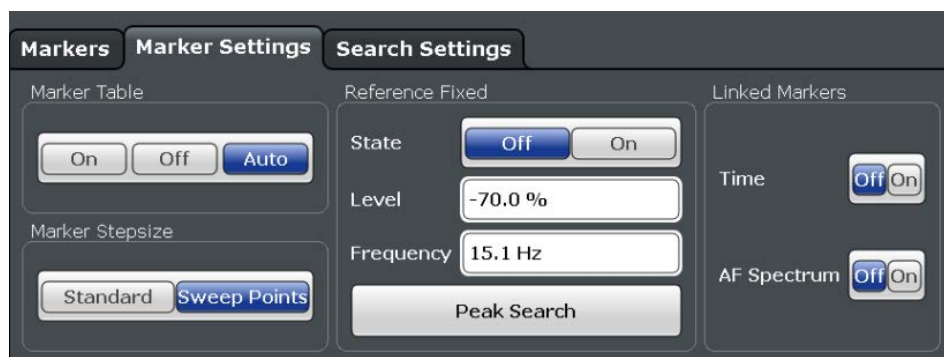 Markers
Marker Settings
Search Settings
Marker Table
On Off Auto
Marker Stepsize
Standard Sweep Points
Reference Fixed
State Off On
Level -70.0 %
Frequency 15.1 Hz
Peak Search
Linked Markers
Time Off On
AF Spectrum Off On